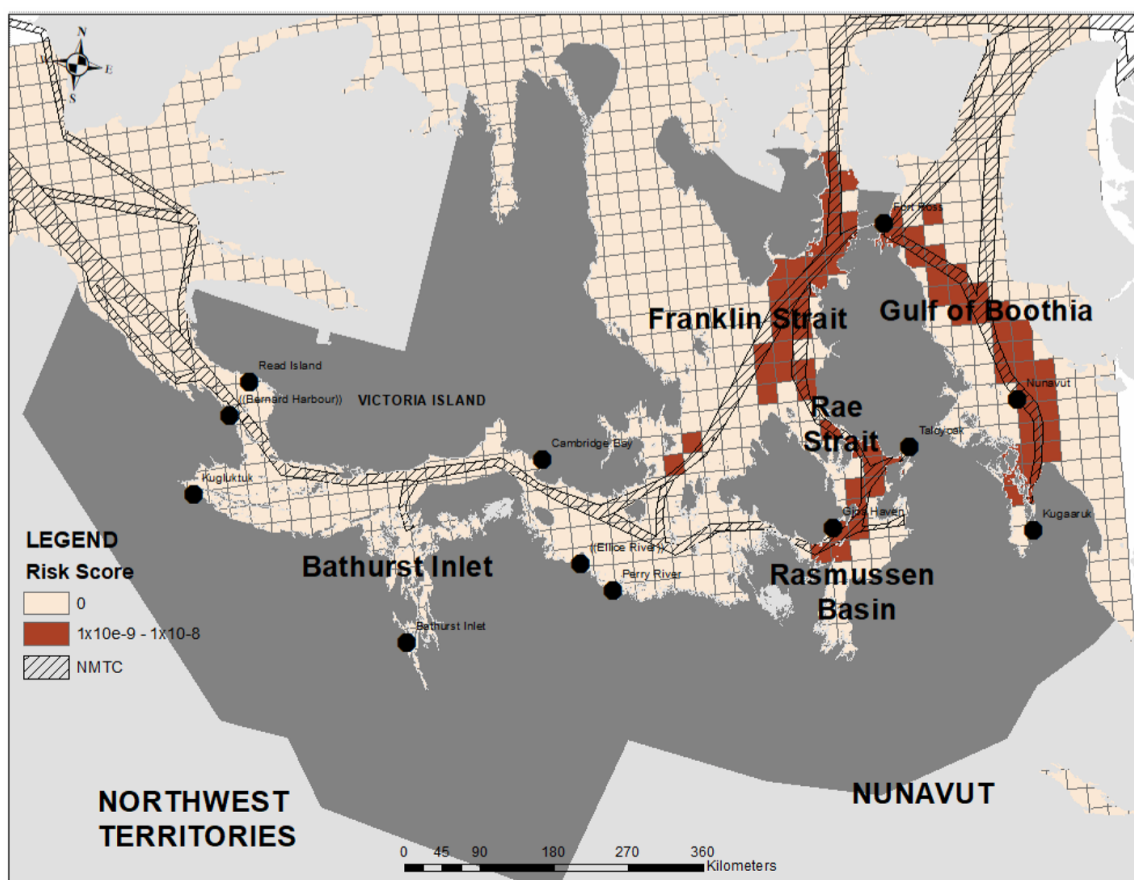 N
W E
S
Fort Ross
Franklin Strait
Gulf of Boothia
Read Island
((Bernard Harbour))
VICTORIA ISLAND
Nunavut
Rae
Strait
Taloyoak
Cambridge Bay
Kugluktuk
Gjoa Haven
Kugaaruk
LEGEND
Risk Score
0
1x10e-9 - 1x10-8
NMTC
Bathurst Inlet
((Ellice River))
Perry River
Rasmussen
Basin
Bathurst Inlet
NORTHWEST
TERRITORIES
NUNAVUT
0 45 90 180 270 360
Kilometers